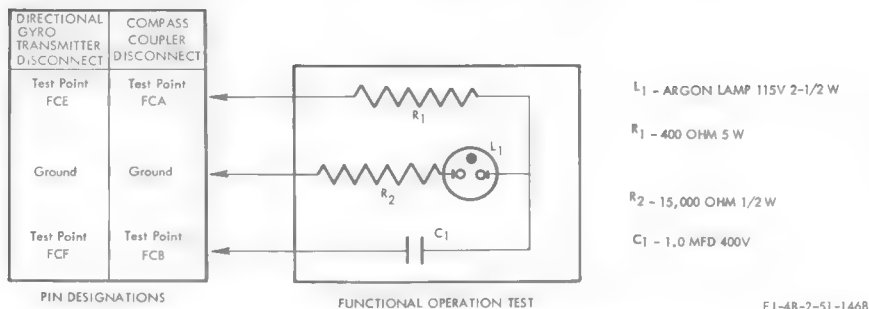 DIRECTIONAL GYRO TRANSMITTER DISCONNECT
COMPASS COUPLER DISCONNECT
Test Point FCE
Test Point FCA
Ground
Ground
Test Point FCF
Test Point FCB
PIN DESIGNATIONS
R1
L1
R2
C1
FUNCTIONAL OPERATION TEST
L1 - ARGON LAMP 115V 2-1/2 W
R1 - 400 OHM 5 W
R2 - 15,000 OHM 1/2 W
C1 - 1.0 MFD 400V
F1-4B-2-51-146B